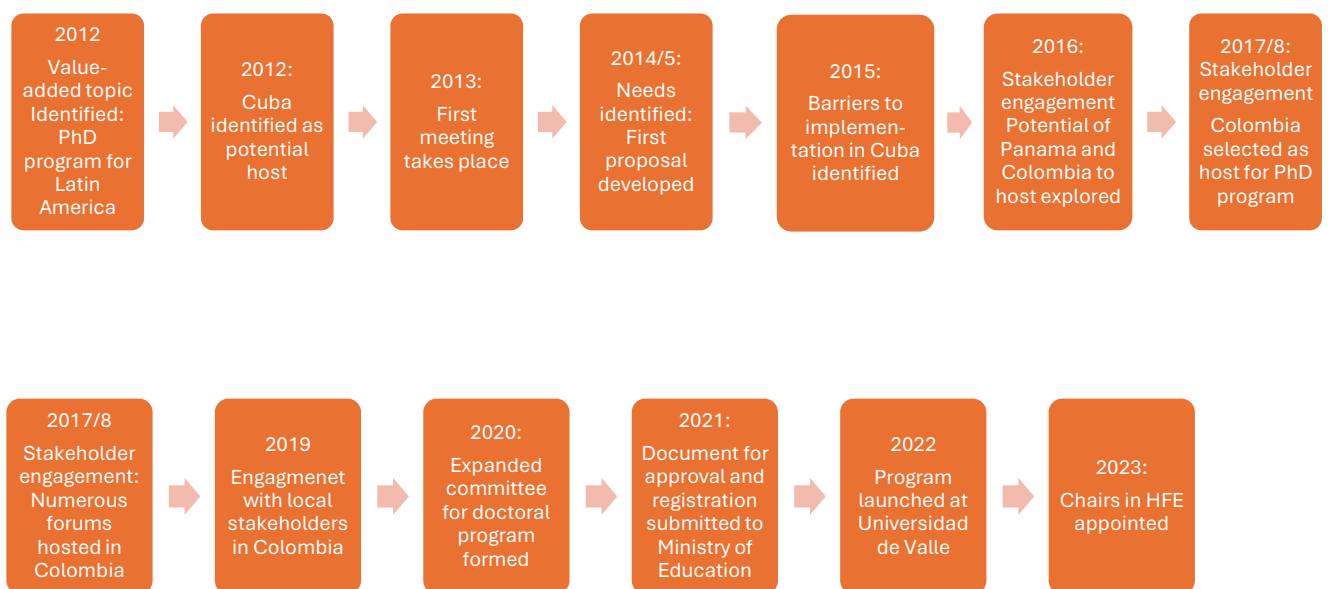 2012
Value-
added topic
Identified:
PhD
program for
Latin
America
2012:
Cuba
identified as
potential
host
2013:
First
meeting
takes place
2014/5:
Needs
identified:
First
proposal
developed
2015:
Barriers to
implemen-
tation in Cuba
identified
2016:
Stakeholder
engagement
Potential of
Panama and
Colombia to
host explored
2017/8:
Stakeholder
engagement
Colombia
selected as
host for PhD
program
2017/8
Stakeholder
engagement:
Numerous
forums
hosted in
Colombia
2019
Engagmenet
with local
stakeholders
in Colombia
2020:
Expanded
committee
for doctoral
program
formed
2021:
Document for
approval and
registration
submitted to
Ministry of
Education
2022
Program
launched at
Universidad
de Valle
2023:
Chairs in HFE
appointed